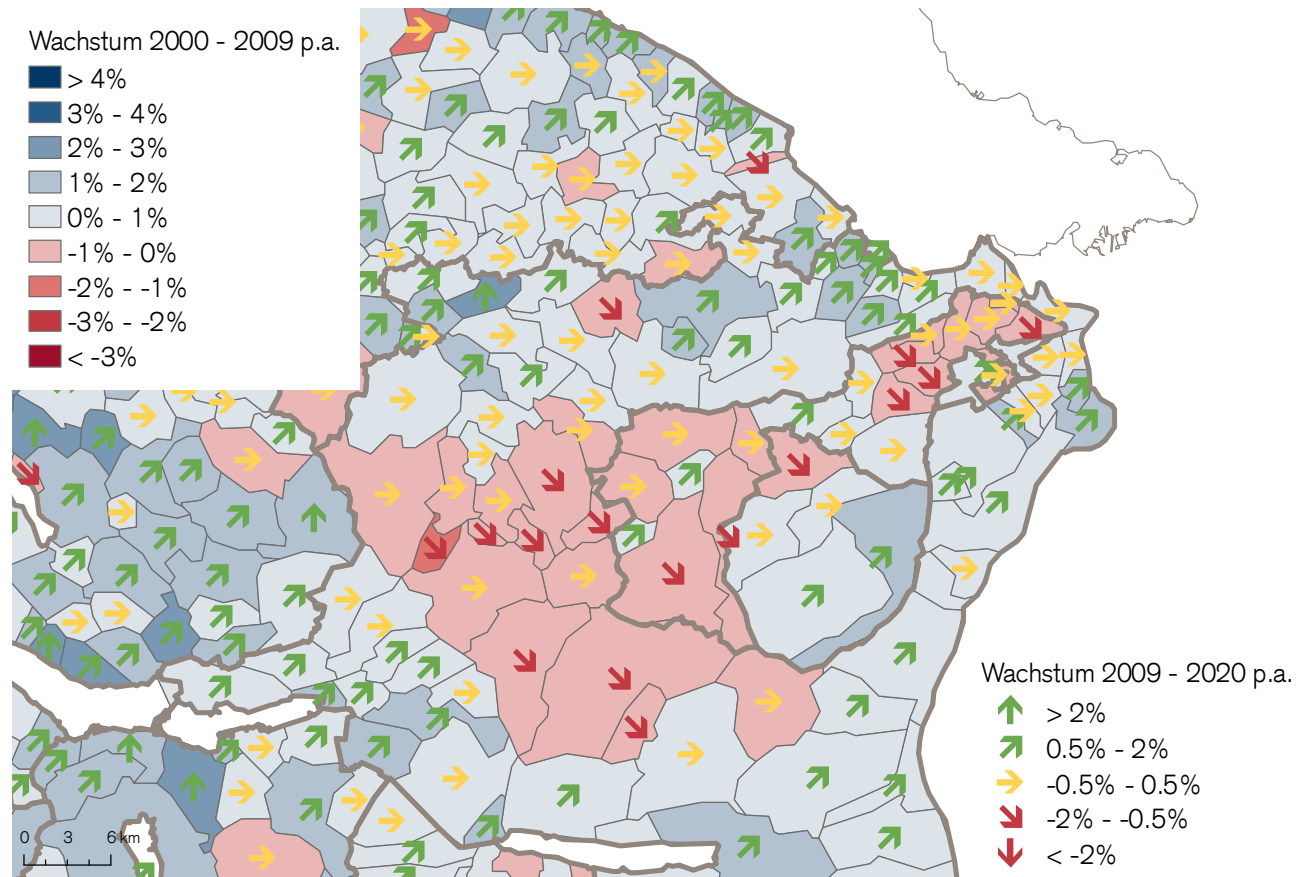 Wachstum 2000 - 2009 p.a.
> 4%
3% - 4%
2% - 3%
1% - 2%
0% - 1%
-1% - 0%
-2% - -1%
-3% - -2%
< -3%
Wachstum 2009 - 2020 p.a.
> 2%
0.5% - 2%
-0.5% - 0.5%
-2% - -0.5%
< -2%
0 3 6 km